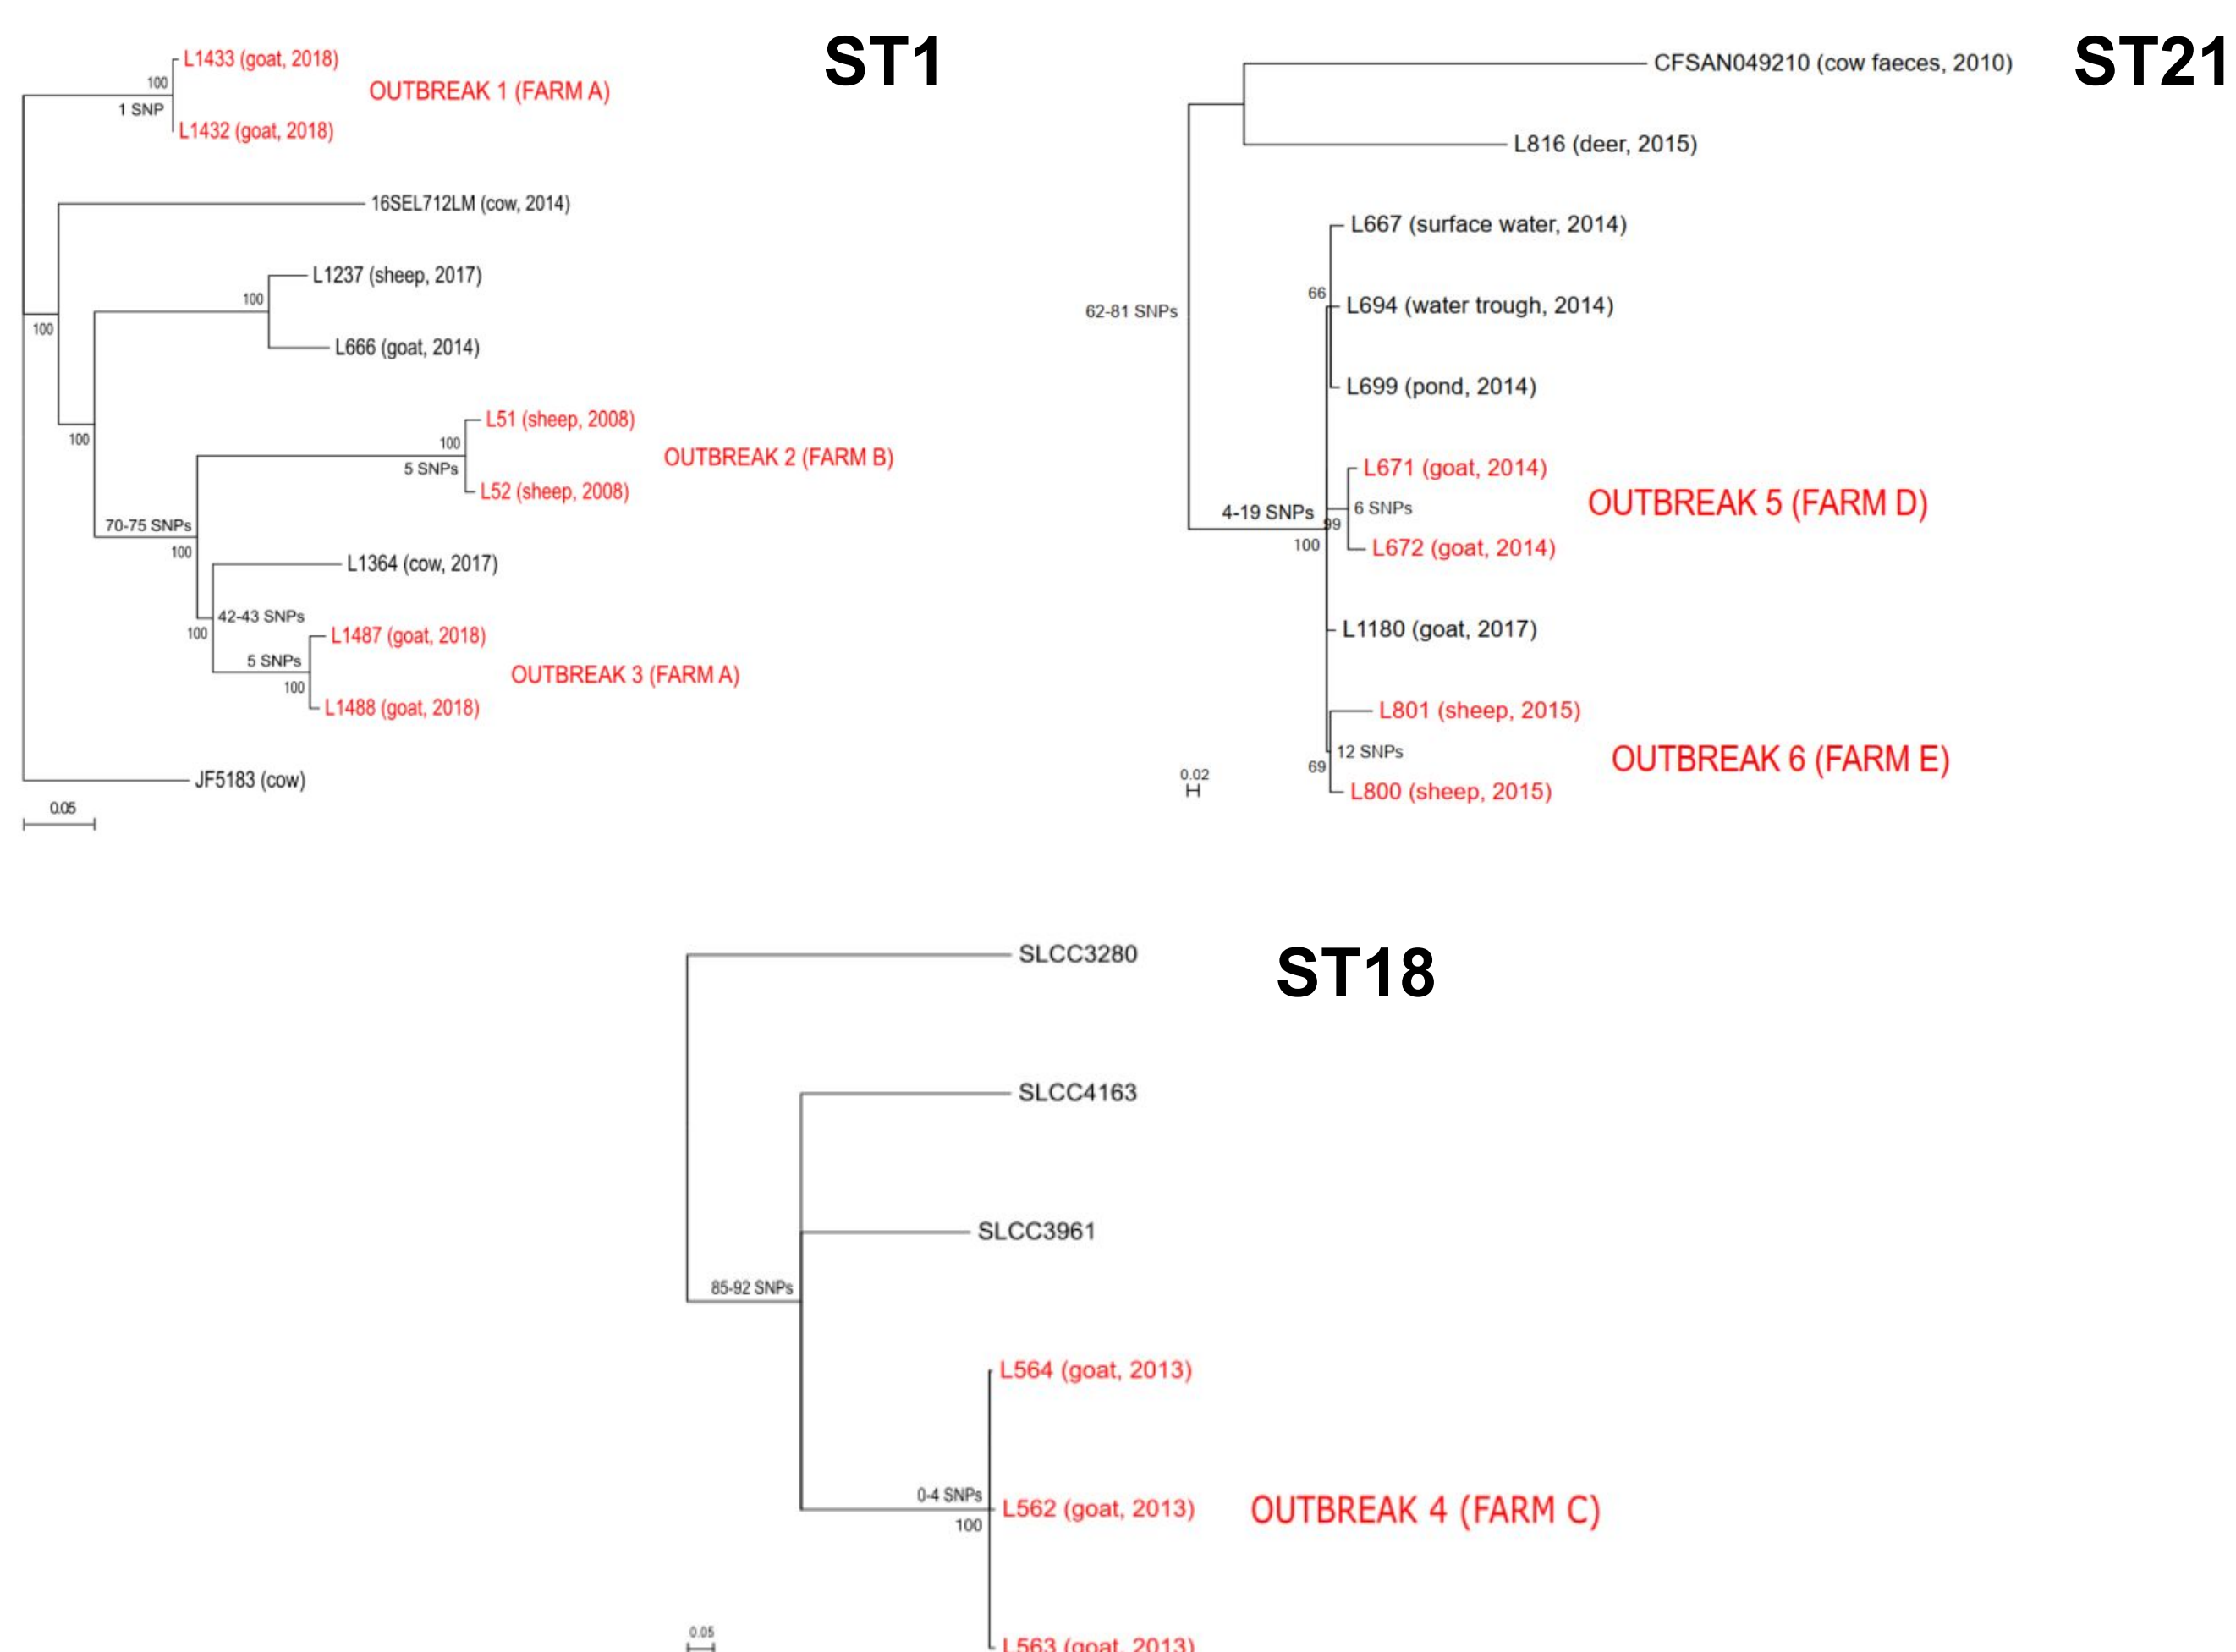 ST1
L1433 (goat, 2018)
100
OUTBREAK 1 (FARM A)
1 SNP
L1432 (goat, 2018)
16SEL712LM (cow, 2014)
L1237 (sheep, 2017)
100
100
L666 (goat, 2014)
L51 (sheep, 2008)
100
100
OUTBREAK 2 (FARM B)
5 SNPs
L52 (sheep, 2008)
70-75 SNPs
100
L1364 (cow, 2017)
42-43 SNPs
100
L1487 (goat, 2018)
5 SNPs
OUTBREAK 3 (FARM A)
100
L1488 (goat, 2018)
JF5183 (cow)
0.05
ST21
CFSAN049210 (cow faeces, 2010)
L816 (deer, 2015)
L667 (surface water, 2014)
66
L694 (water trough, 2014)
62-81 SNPs
L699 (pond, 2014)
L671 (goat, 2014)
OUTBREAK 5 (FARM D)
4-19 SNPs
6 SNPs
99
100
L672 (goat, 2014)
L1180 (goat, 2017)
L801 (sheep, 2015)
12 SNPs
OUTBREAK 6 (FARM E)
69
L800 (sheep, 2015)
0.02
ST18
SLCC3280
SLCC4163
SLCC3961
85-92 SNPs
L564 (goat, 2013)
0-4 SNPs
L562 (goat, 2013)
OUTBREAK 4 (FARM C)
100
L563 (goat, 2013)
0.05